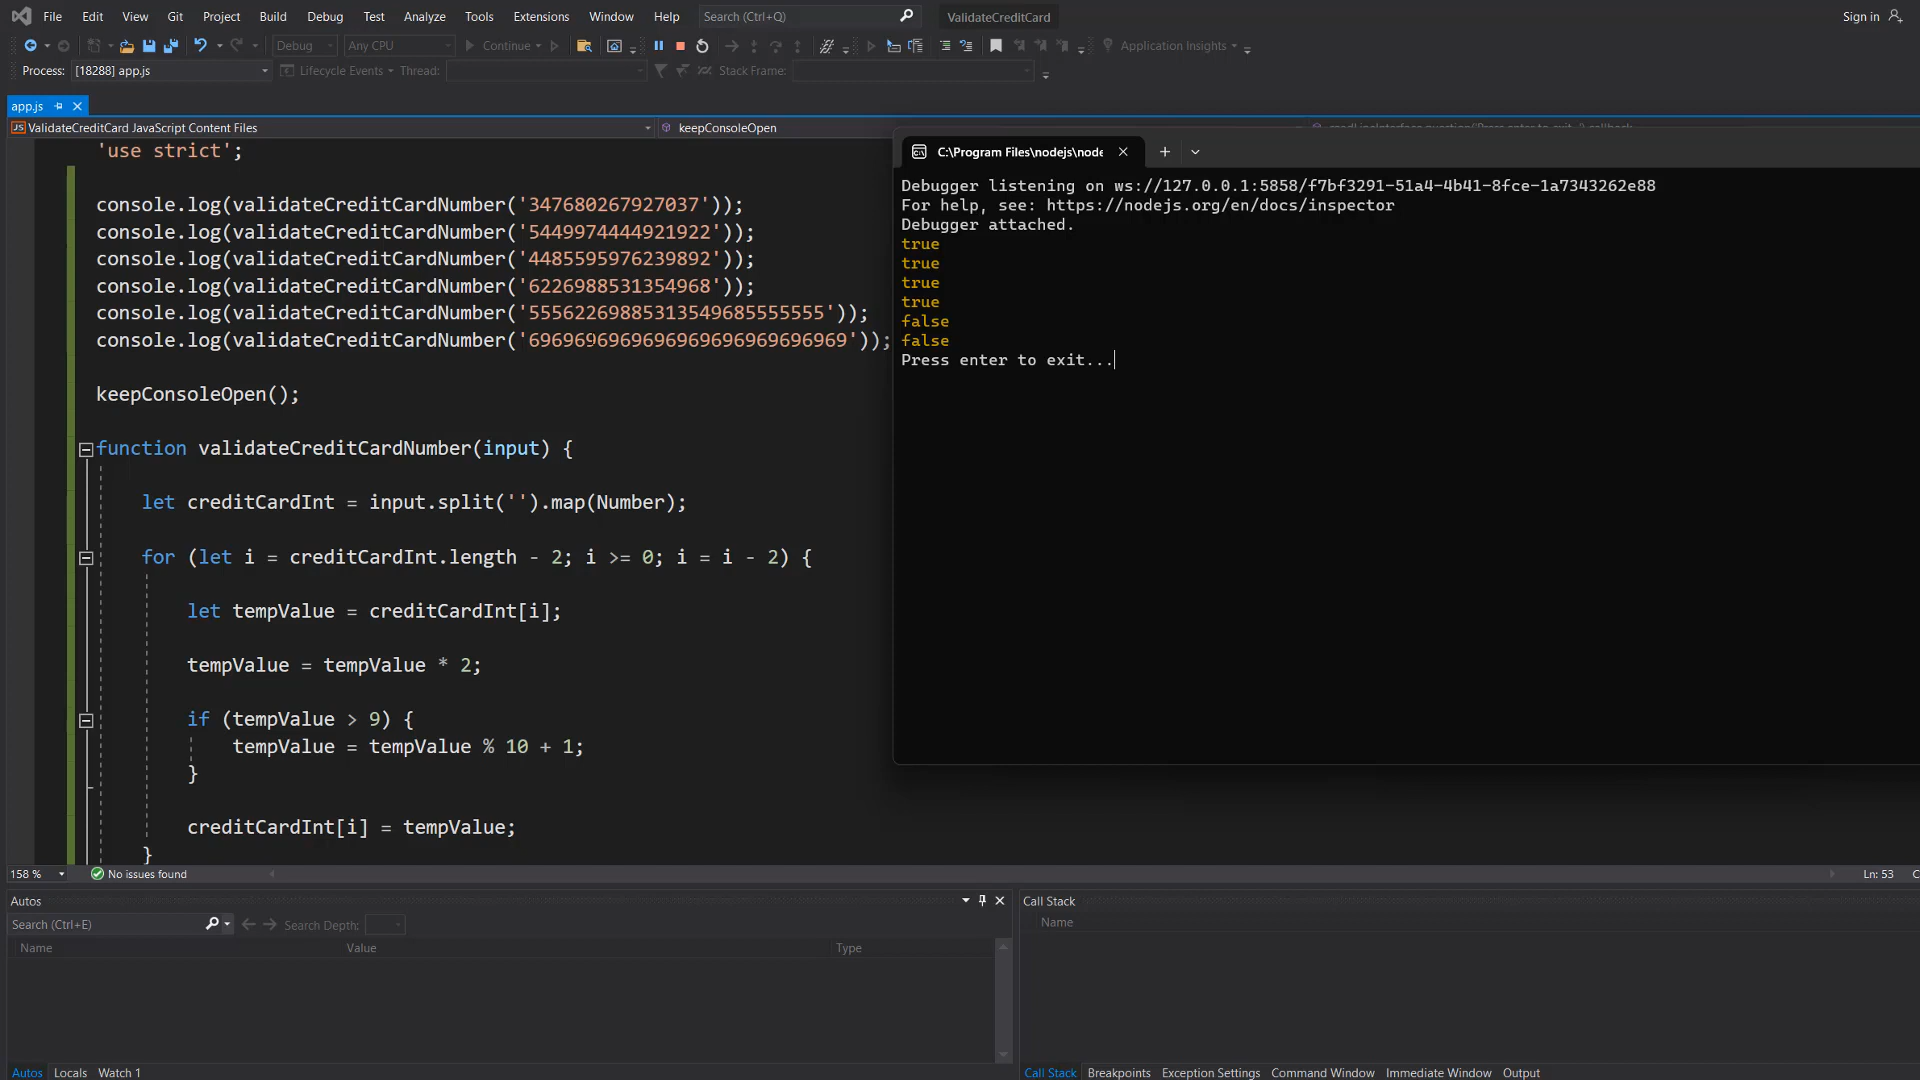 File Edit View Git Project Build Debug Test Analyze Tools Extensions Window Help Search (Ctrl+Q) ValidateCreditCard Sign in
Debug Any CPU Continue Application Insights
Process: [18288] app.js Lifecycle Events Thread: Stack Frame:
app.js
JS ValidateCreditCard JavaScript Content Files keepConsoleOpen
'use strict';
console.log(validateCreditCardNumber('347680267927037'));
console.log(validateCreditCardNumber('5449974444921922'));
console.log(validateCreditCardNumber('4485595976239892'));
console.log(validateCreditCardNumber('6226988531354968'));
console.log(validateCreditCardNumber('55562269885313549685555555'));
console.log(validateCreditCardNumber('6969696969696969696969696969'));
keepConsoleOpen();
function validateCreditCardNumber(input) {
let creditCardInt = input.split('').map(Number);
for (let i = creditCardInt.length - 2; i >= 0; i = i - 2) {
let tempValue = creditCardInt[i];
tempValue = tempValue * 2;
if (tempValue > 9) {
tempValue = tempValue % 10 + 1;
}
creditCardInt[i] = tempValue;
}
C:\Program Files\nodejs\node
Debugger listening on ws://127.0.0.1:5858/f7bf3291-51a4-4b41-8fce-1a7343262e88
For help, see: https://nodejs.org/en/docs/inspector
Debugger attached.
true
true
true
true
false
false
Press enter to exit...
158 % No issues found Ln: 53
Autos
Search (Ctrl+E) Search Depth:
Name Value Type
Autos Locals Watch 1
Call Stack
Name
Call Stack Breakpoints Exception Settings Command Window Immediate Window Output